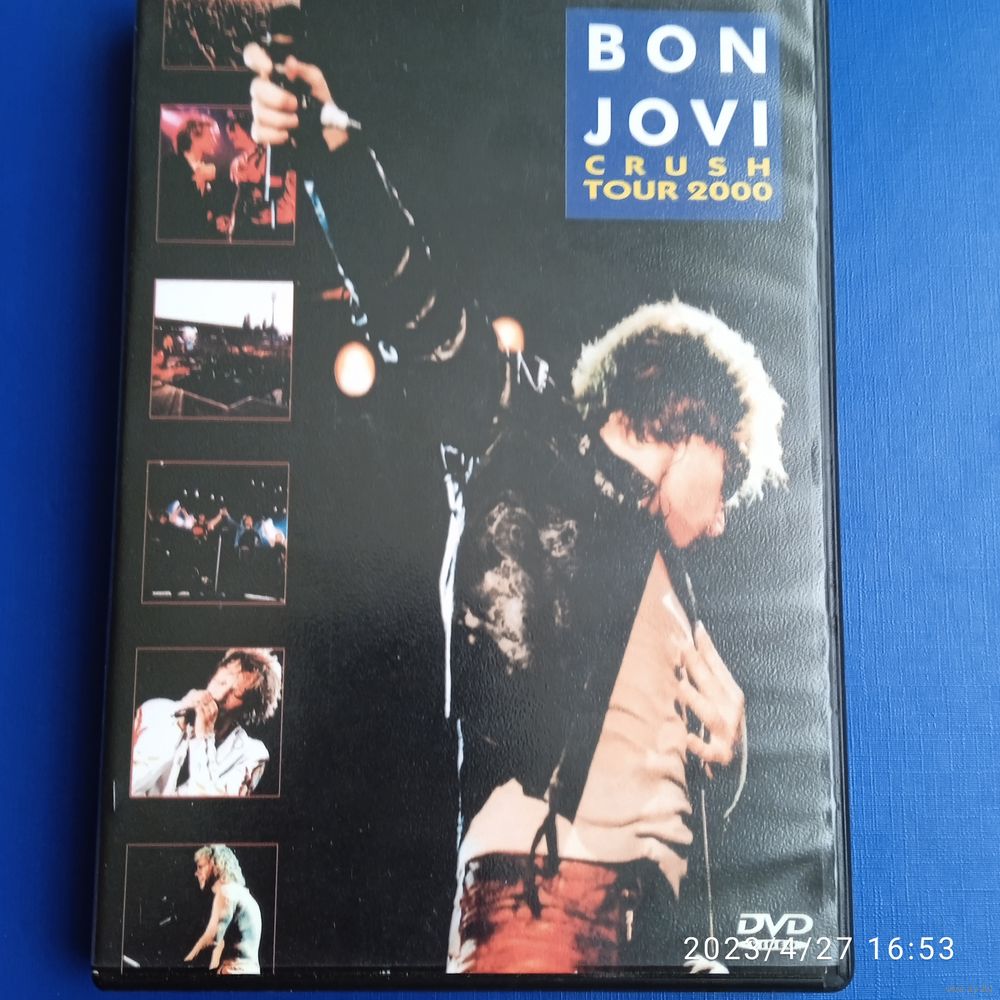 BON
JOVI
CRUSH
TOUR 2000
DVD
2023/4/27 16:53